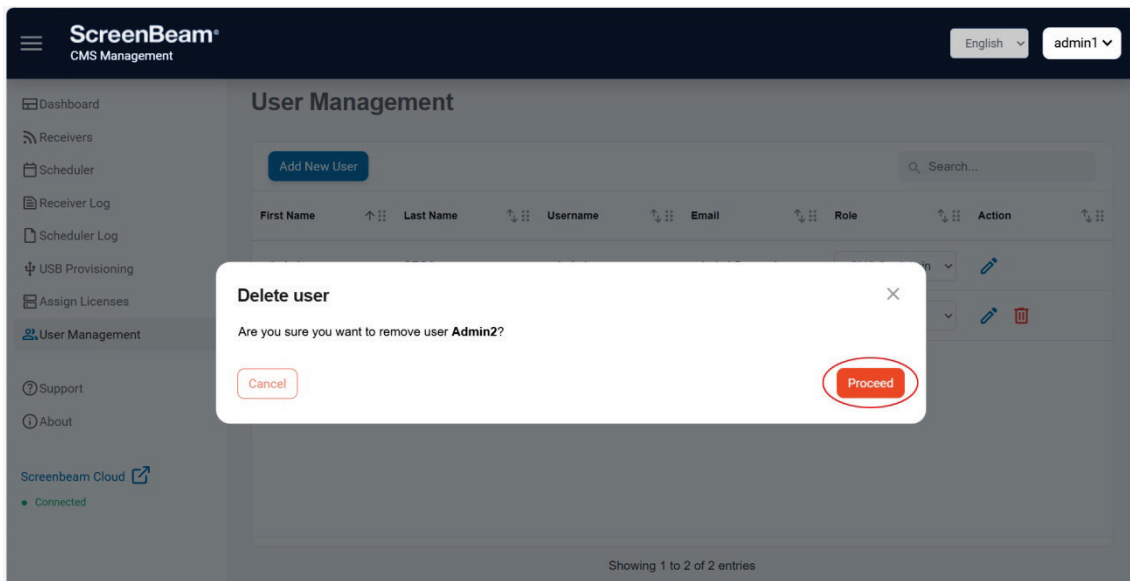 ScreenBeam®
CMS Management
English
admin1
Dashboard
Receivers
Scheduler
Receiver Log
Scheduler Log
USB Provisioning
Assign Licenses
User Management
Support
About
Screenbeam Cloud
Connected
User Management
Add New User
Search...
First Name Last Name Username Email Role Action
Delete user
Are you sure you want to remove user Admin2?
Cancel
Proceed
Showing 1 to 2 of 2 entries